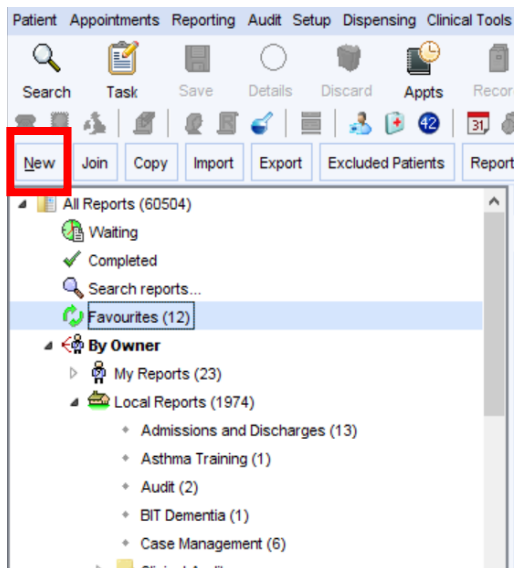 Patient Appointments Reporting Audit Setup Dispensing Clinical Tools
Search Task Save Details Discard Appts Recor
42 31
New Join Copy Import Export Excluded Patients Report
All Reports (60504)
Waiting
Completed
Search reports...
Favourites (12)
By Owner
My Reports (23)
Local Reports (1974)
Admissions and Discharges (13)
Asthma Training (1)
Audit (2)
BIT Dementia (1)
Case Management (6)